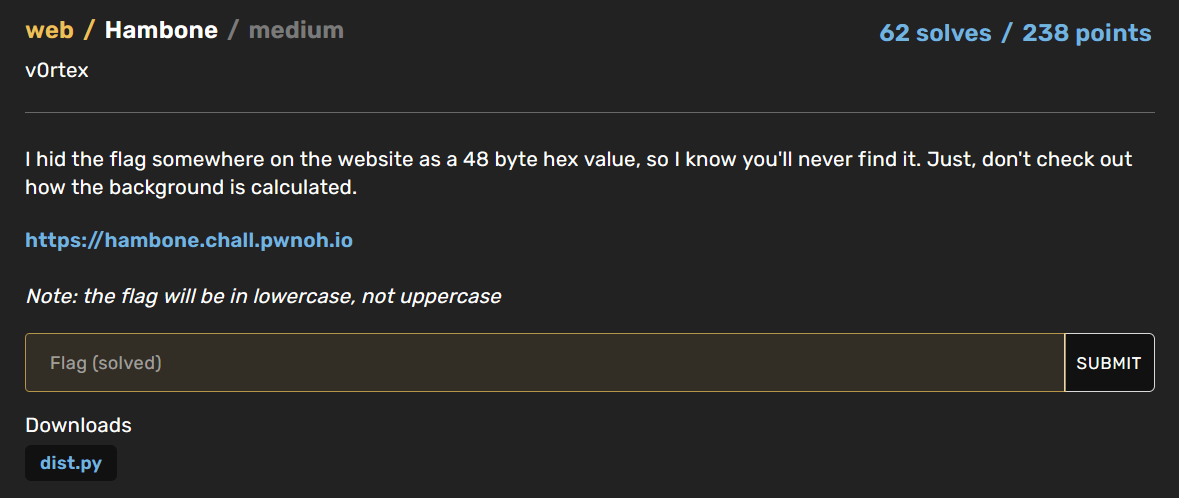 web / Hambone / medium
62 solves / 238 points
v0rtex
I hid the flag somewhere on the website as a 48 byte hex value, so I know you'll never find it. Just, don't check out
how the background is calculated.
https://hambone.chall.pwnoh.io
Note: the flag will be in lowercase, not uppercase
Flag (solved)
SUBMIT
Downloads
dist.py